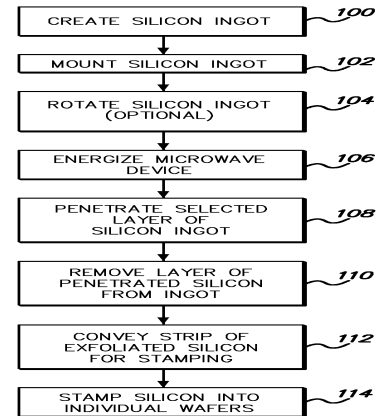 CREATE SILICON INGOT 100
MOUNT SILICON INGOT 102
ROTATE SILICON INGOT 104
(OPTIONAL)
ENERGIZE MICROWAVE 106
DEVICE
PENETRATE SELECTED
LAYER OF 108
SILICON INGOT
REMOVE LAYER OF
PENETRATED SILICON 110
FROM INGOT
CONVEY STRIP OF
EXFOLIATED SILICON 112
FOR STAMPING
STAMP SILICON INTO 114
INDIVIDUAL WAFERS